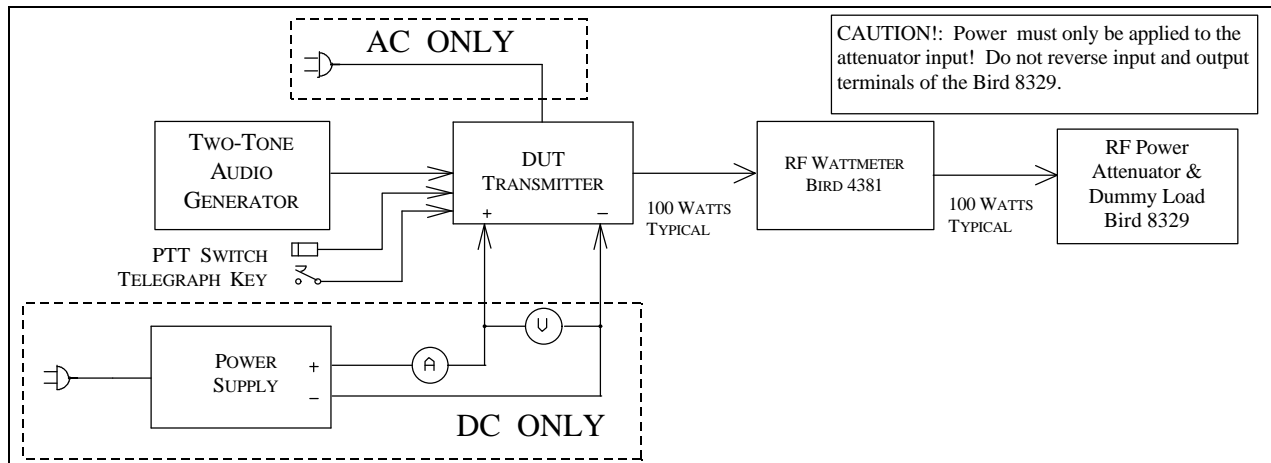 AC ONLY
CAUTION!: Power must only be applied to the
attenuator input! Do not reverse input and output
terminals of the Bird 8329.
TWO-TONE
AUDIO
GENERATOR
DUT
TRANSMITTER
+ −
RF WATTMETER
BIRD 4381
RF Power
Attenuator &
Dummy Load
Bird 8329
100 WATTS
TYPICAL
100 WATTS
TYPICAL
PTT SWITCH
TELEGRAPH KEY
V
A
POWER
SUPPLY
+
−
DC ONLY